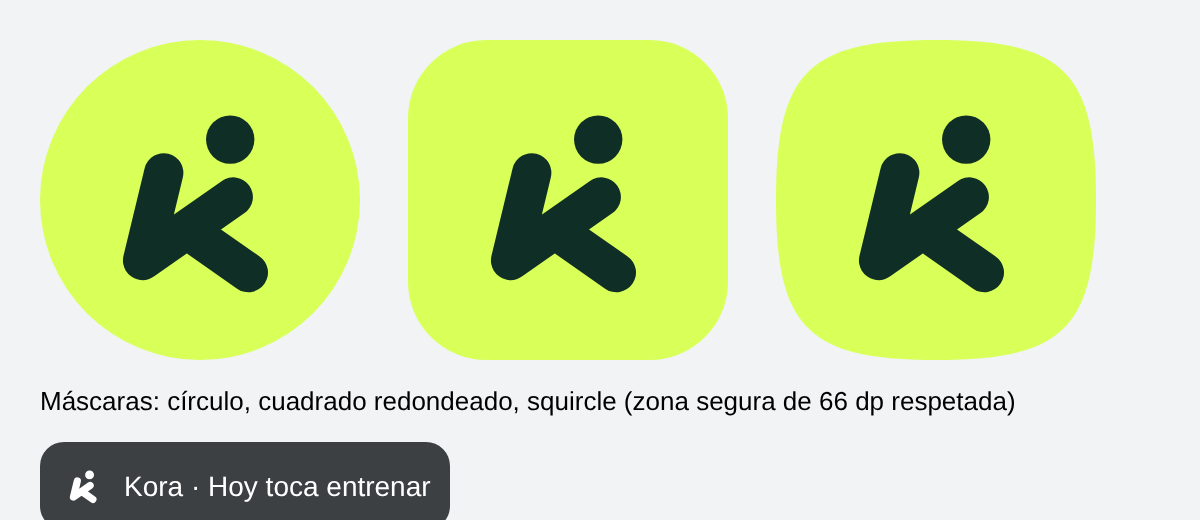 Máscaras: círculo, cuadrado redondeado, squircle (zona segura de 66 dp respetada)
Kora · Hoy toca entrenar